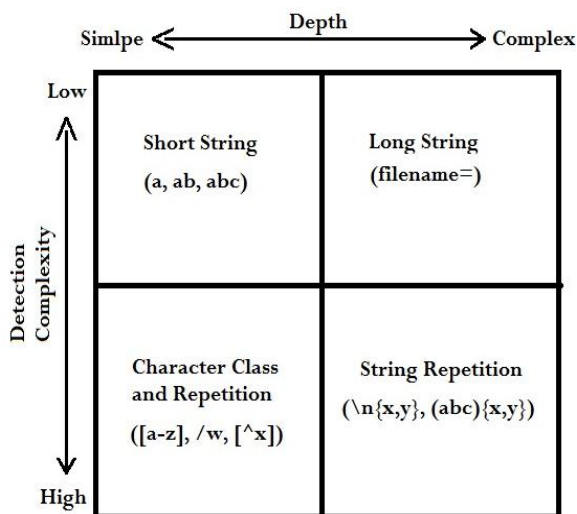 Depth
Simlpe
Complex
Low
Short String
(a, ab, abc)
Long String
(filename=)
Detection
Complexity
Character Class
and Repetition
([a-z], /w, [^x])
String Repetition
(\n{x,y}, (abc){x,y})
High